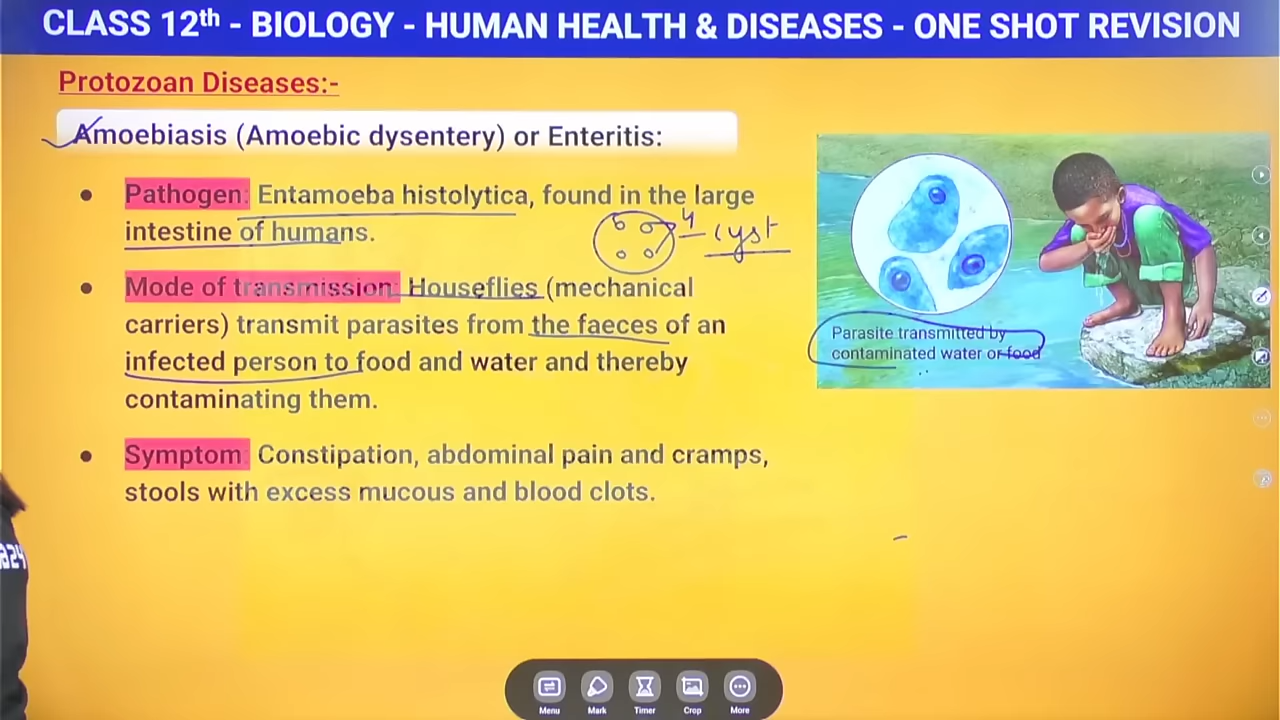 CLASS 12th - BIOLOGY - HUMAN HEALTH & DISEASES - ONE SHOT REVISION
Protozoan Diseases:-
Amoebiasis (Amoebic dysentery) or Enteritis:
Pathogen: Entamoeba histolytica, found in the large
intestine of humans.
4 - cyst
Mode of transmission: Houseflies (mechanical
carriers) transmit parasites from the faeces of an
infected person to food and water and thereby
contaminating them.
Symptom: Constipation, abdominal pain and cramps,
stools with excess mucous and blood clots.
Parasite transmitted by
contaminated water or food
Menu Mark Timer Crop More